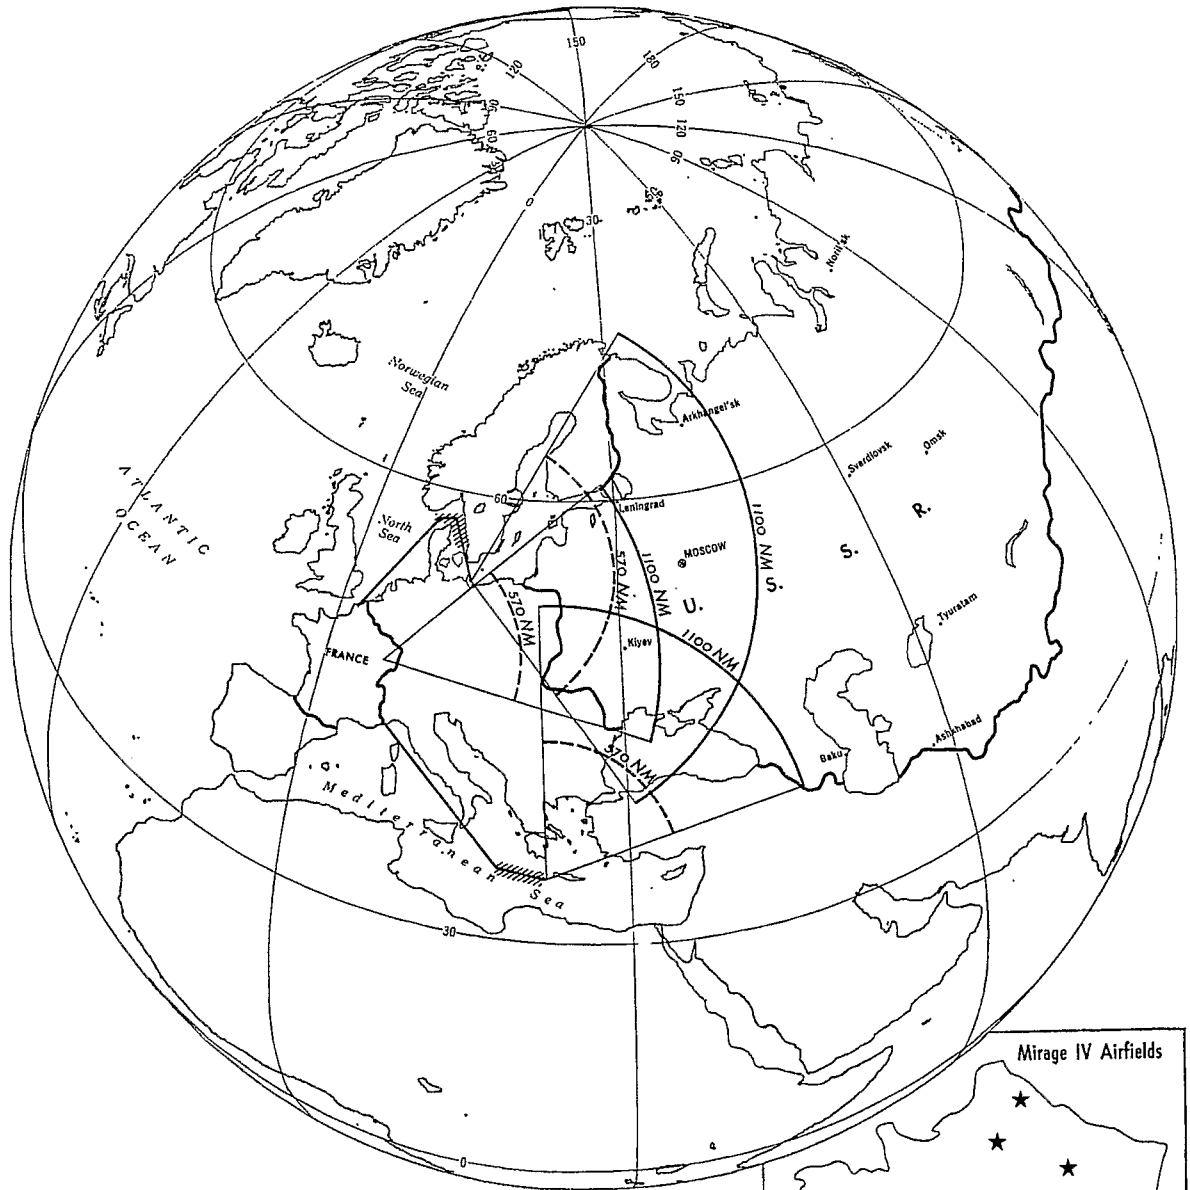 150
120
180
90
60
150
120
90
0
30
Noril'sk
Norwegian
Sea
Arkhangel'sk
Sverdlovsk
Omsk
ATLANTIC
OCEAN
60
North
Sea
Leningrad
1100 NM
R.
MOSCOW
S.
S.
570 NM
1100 NM
U.
570 NM
Tyuratam
Kiyev
1100 NM
FRANCE
Ashkhabad
Baku
570 NM
Mediterranean
Sea
30
Mirage IV Airfields
0